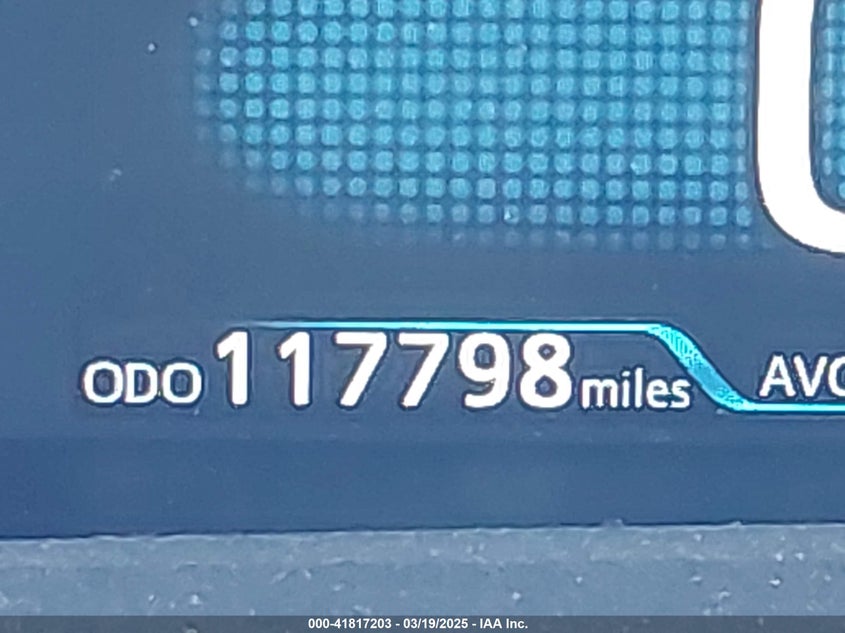 ODO 117798 miles
000-41817203 - 03/19/2025 - IAA Inc.